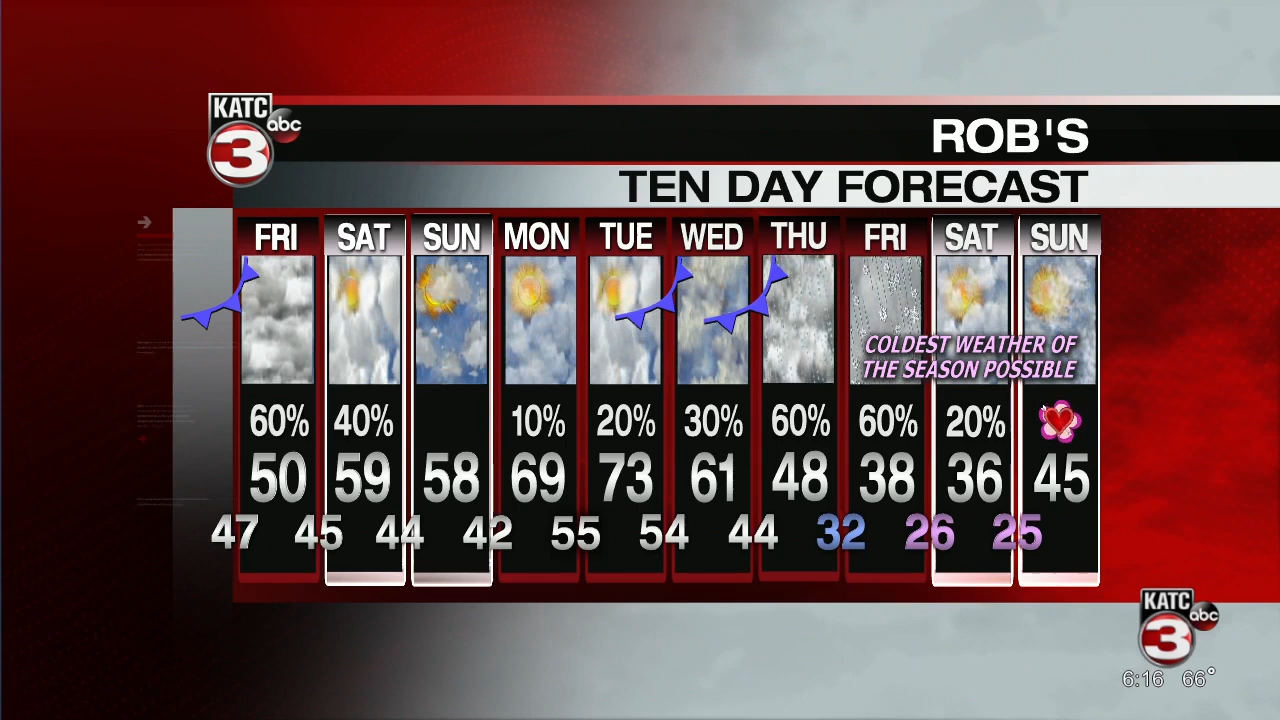 KATC
abc
3
ROB'S
TEN DAY FORECAST
FRI SAT SUN MON TUE WED THU FRI SAT SUN
COLDEST WEATHER OF
THE SEASON POSSIBLE
60% 40% 10% 20% 30% 60% 60% 20%
50 59 58 69 73 61 48 38 36 45
47 45 44 42 55 54 44 32 26 25
KATC
abc
3
6:16 66°